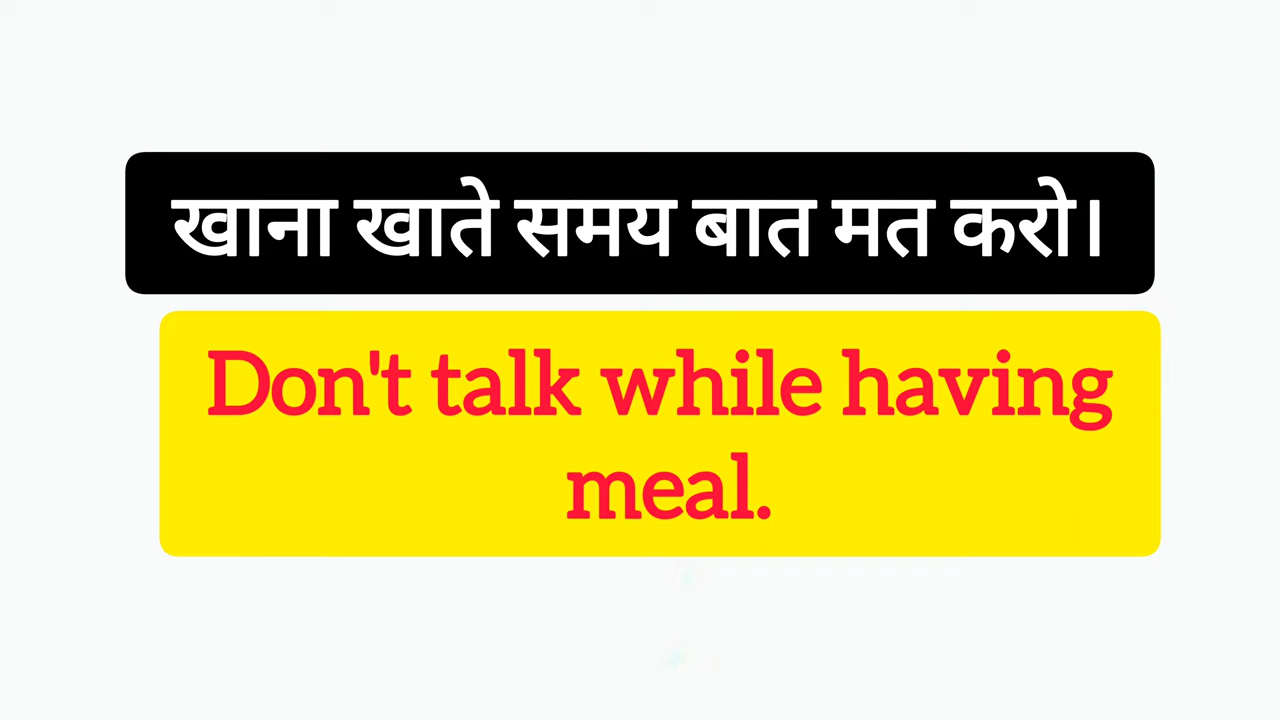 खाना खाते समय बात मत करो।
Don't talk while having
meal.